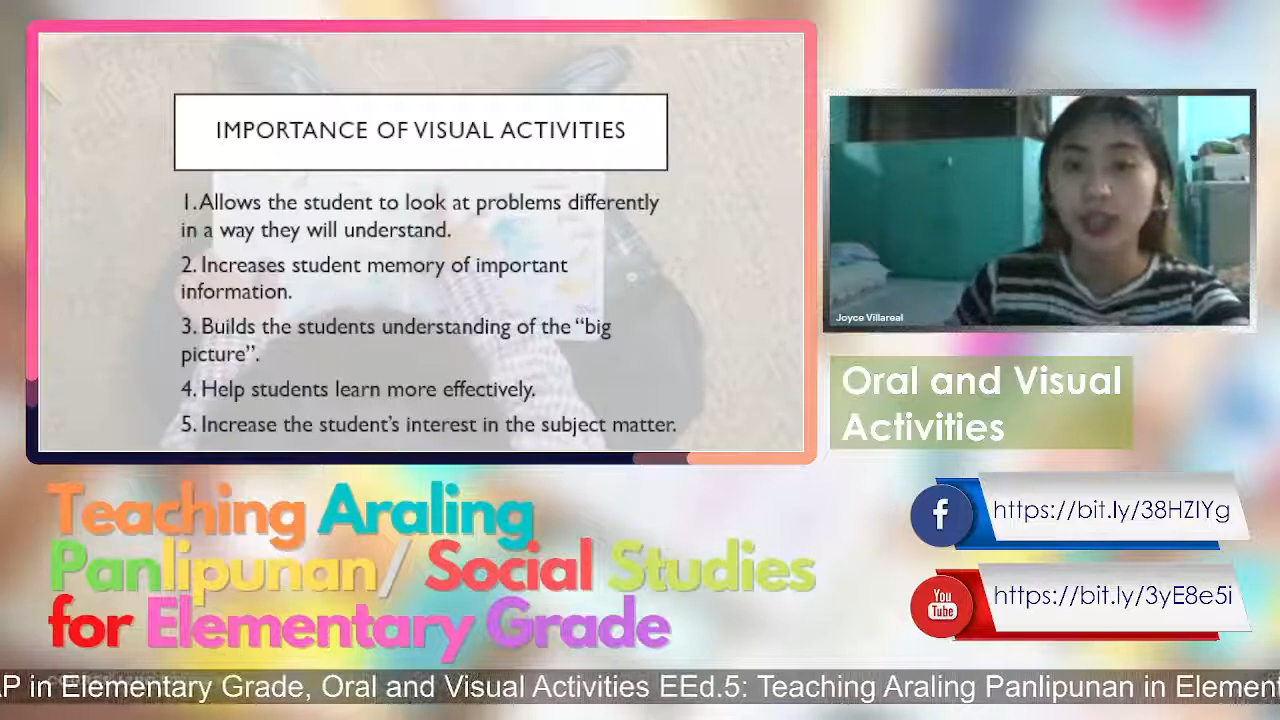 IMPORTANCE OF VISUAL ACTIVITIES
1. Allows the student to look at problems differently
in a way they will understand.
2. Increases student memory of important
information.
3. Builds the students understanding of the “big
picture”.
4. Help students learn more effectively.
5. Increase the student’s interest in the subject matter.
Joyce Villareal
Oral and Visual
Activities
f https://bit.ly/38HZIYg
You
Tube
https://bit.ly/3yE8e5i
Teaching Araling
Panlipunan/ Social Studies
for Elementary Grade
AP in Elementary Grade, Oral and Visual Activities EEd.5: Teaching Araling Panlipunan in Element